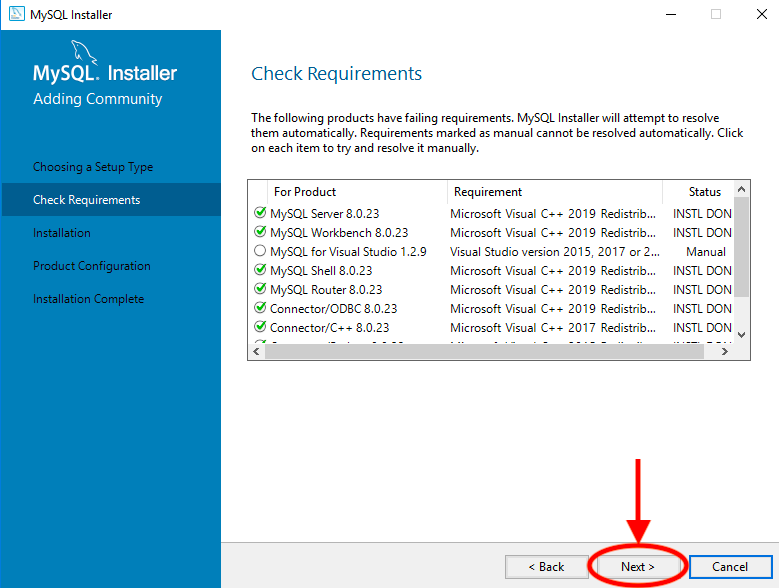 MySQL Installer
MySQL. Installer
Adding Community
Choosing a Setup Type
Check Requirements
Installation
Product Configuration
Installation Complete
Check Requirements
The following products have failing requirements. MySQL Installer will attempt to resolve
them automatically. Requirements marked as manual cannot be resolved automatically. Click
on each item to try and resolve it manually.
For Product Requirement Status
MySQL Server 8.0.23 Microsoft Visual C++ 2019 Redistrib... INSTL DON
MySQL Workbench 8.0.23 Microsoft Visual C++ 2019 Redistrib... INSTL DON
MySQL for Visual Studio 1.2.9 Visual Studio version 2015, 2017 or 2... Manual
MySQL Shell 8.0.23 Microsoft Visual C++ 2019 Redistrib... INSTL DON
MySQL Router 8.0.23 Microsoft Visual C++ 2019 Redistrib... INSTL DON
Connector/ODBC 8.0.23 Microsoft Visual C++ 2019 Redistrib... INSTL DON
Connector/C++ 8.0.23 Microsoft Visual C++ 2017 Redistrib... INSTL DON
< Back Next > Cancel